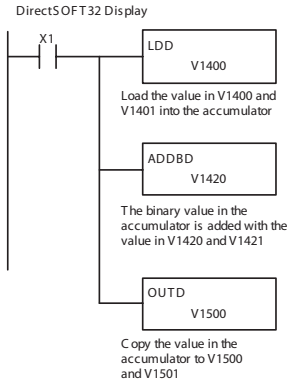 DirectSOFT32 Display
X1
LDD
V1400
Load the value in V1400 and
V1401 into the accumulator
ADDBD
V1420
The binary value in the
accumulator is added with the
value in V1420 and V1421
OUTD
V1500
Copy the value in the
accumulator to V1500
and V1501